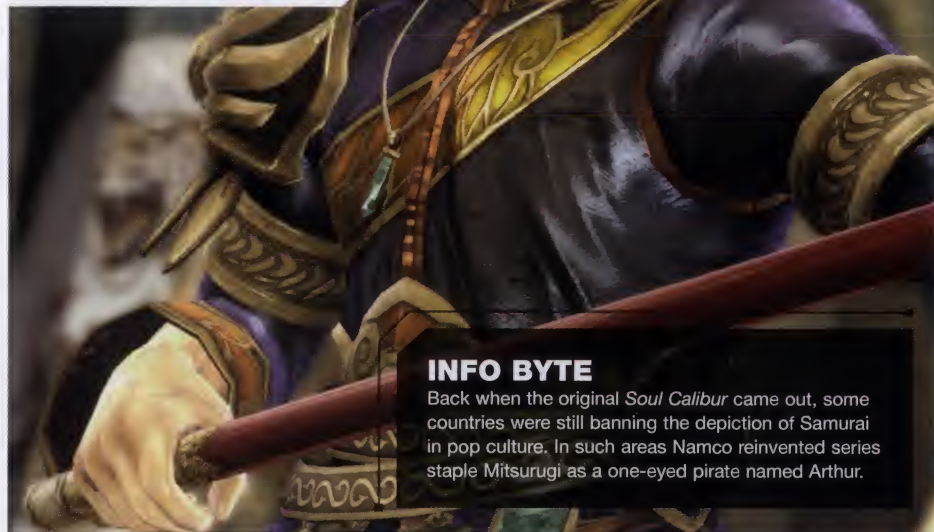 INFO BYTE
Back when the original Soul Calibur came out, some
countries were still banning the depiction of Samurai
in pop culture. In such areas Namco reinvented series
staple Mitsurugi as a one-eyed pirate named Arthur.